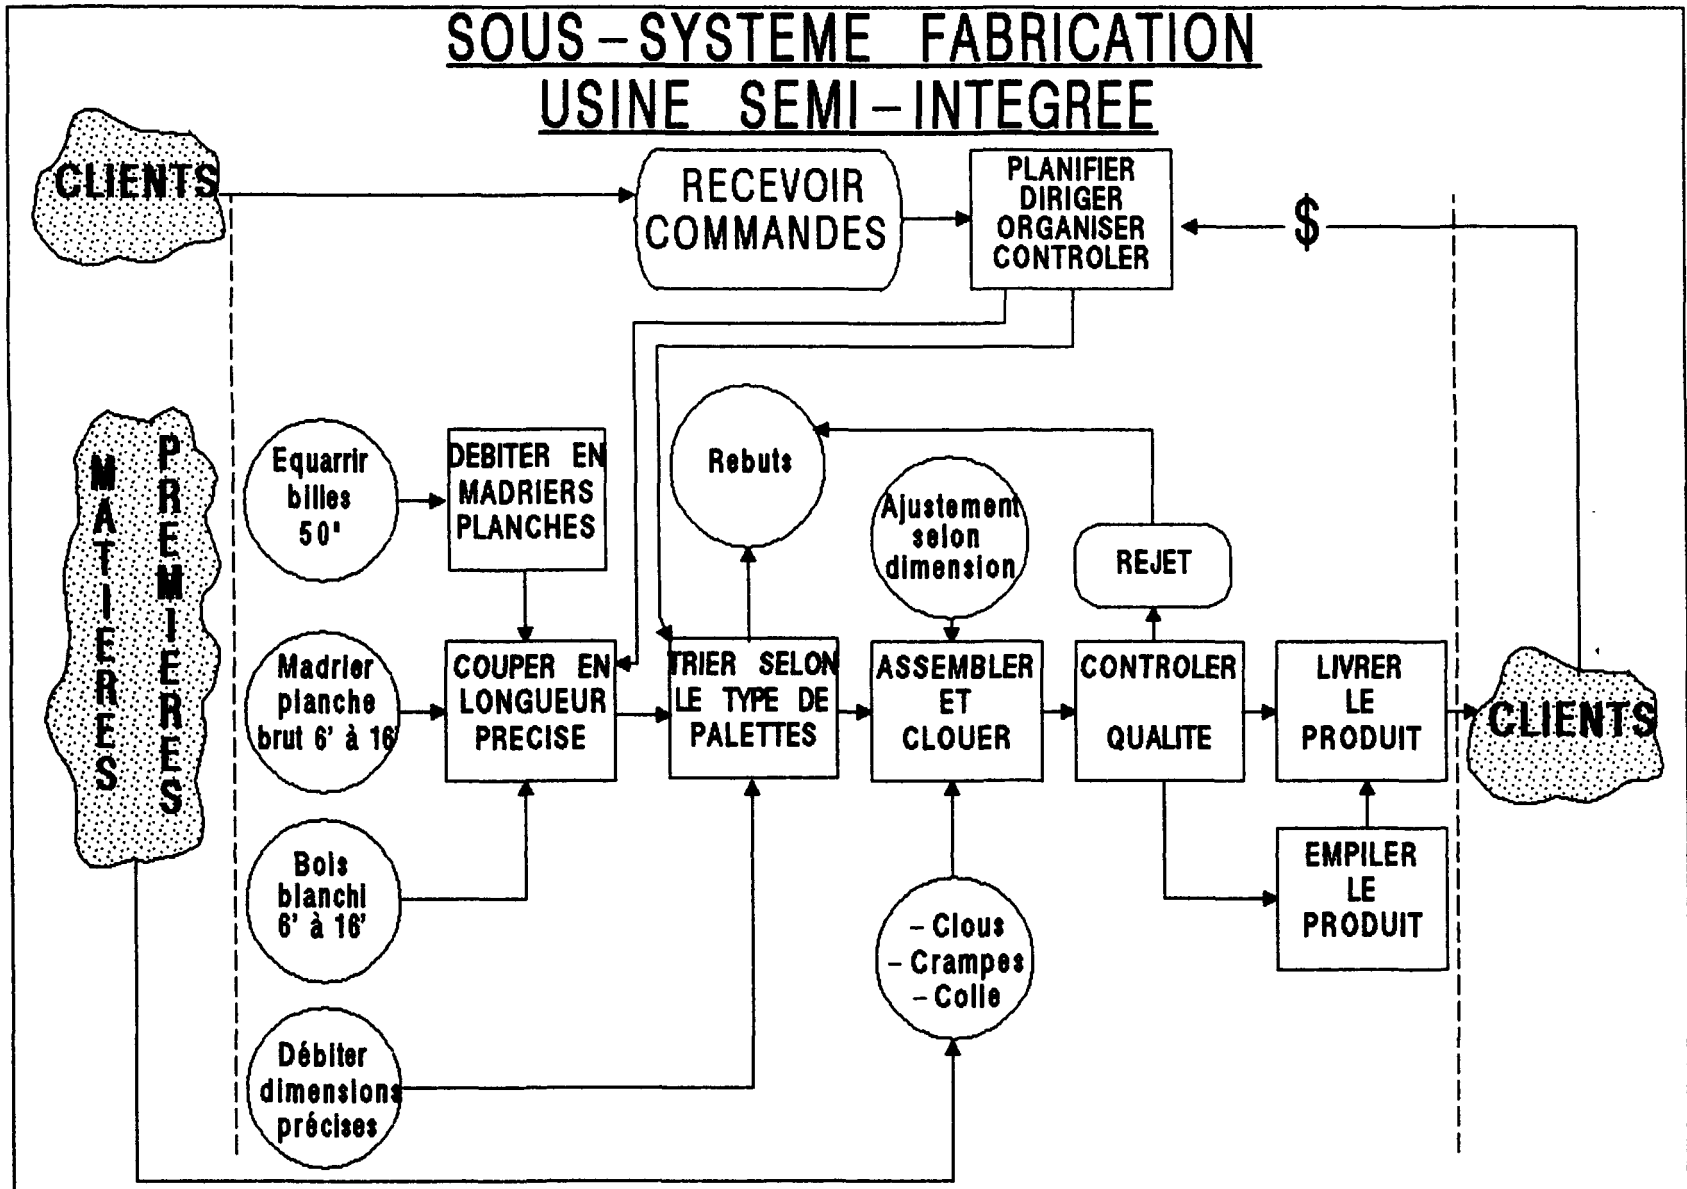 SOUS-SYSTEME FABRICATION
USINE SEMI-INTEGREE
CLIENTS
RECEVOIR
COMMANDES
PLANIFIER
DIRIGER
ORGANISER
CONTROLER
$
MATIERES
PREMIERES
Equarrir
billes
50"
DEBITER EN
MADRIERS
PLANCHES
Rebuts
Ajustement
selon
dimension
REJET
Madrier
planche
brut 6' à 16'
COUPER EN
LONGUEUR
PRECISE
TRIER SELON
LE TYPE DE
PALETTES
ASSEMBLER
ET
CLOUER
CONTROLER
QUALITE
LIVRER
LE
PRODUIT
CLIENTS
Bois
blanchi
6' à 16'
- Clous
- Crampes
- Colle
EMPILER
LE
PRODUIT
Débiter
dimensions
précises